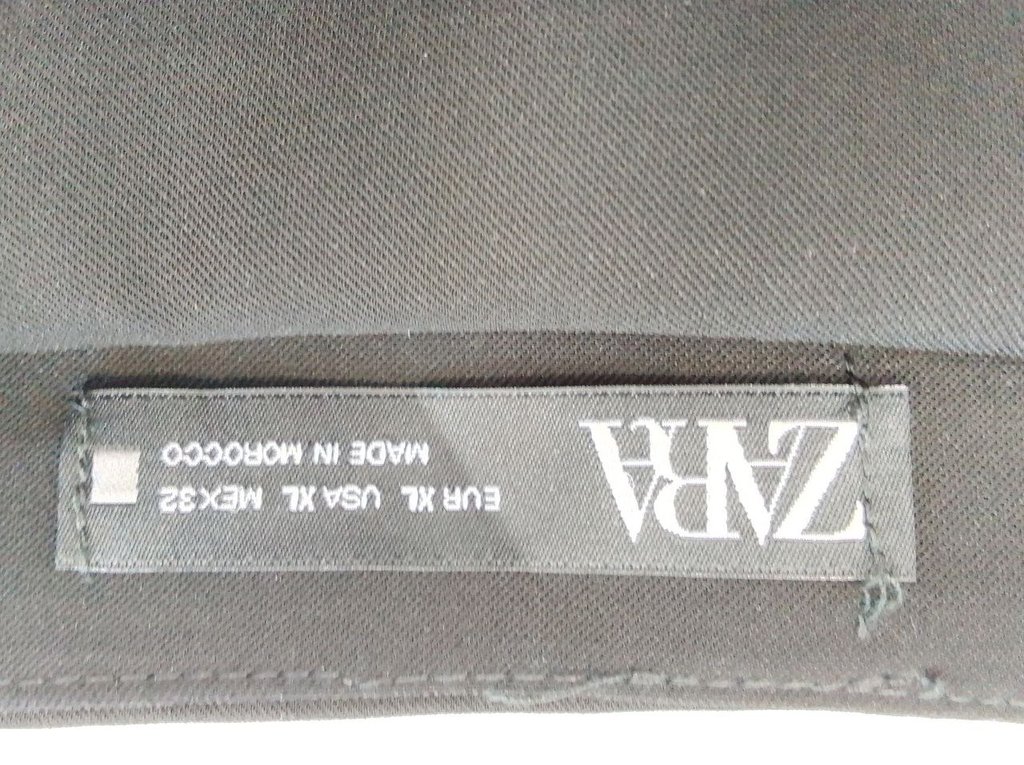 ZARA
EUR XL USA XL MEX32
MADE IN MOROCCO